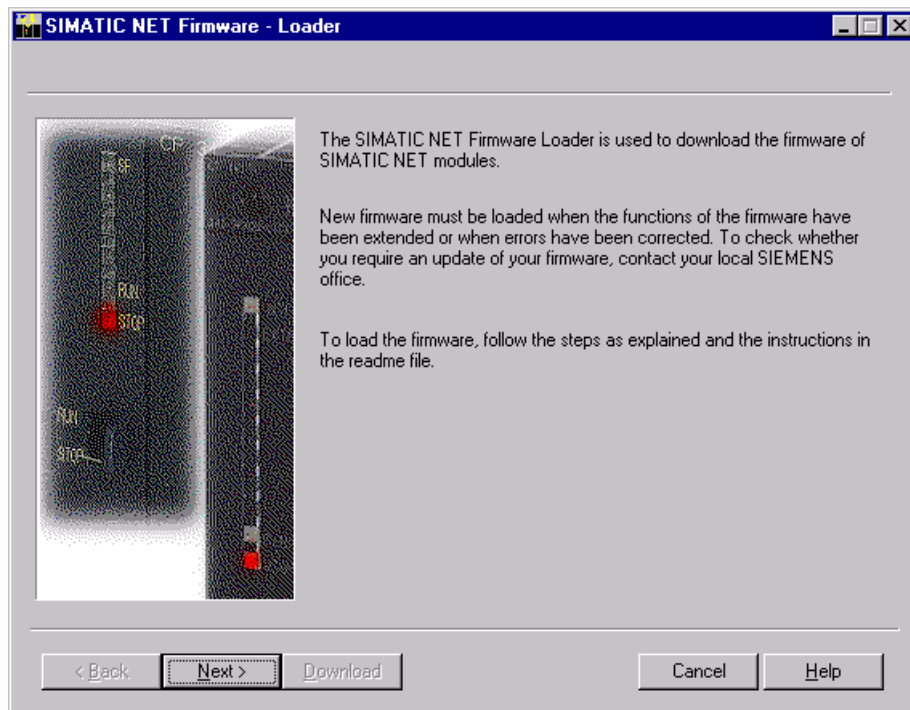 SIMATIC NET Firmware - Loader
CP 3
SF
RUN
STOP
RUN
STOP
The SIMATIC NET Firmware Loader is used to download the firmware of
SIMATIC NET modules.
New firmware must be loaded when the functions of the firmware have
been extended or when errors have been corrected. To check whether
you require an update of your firmware, contact your local SIEMENS
office.
To load the firmware, follow the steps as explained and the instructions in
the readme file.
< Back
Next >
Download
Cancel
Help